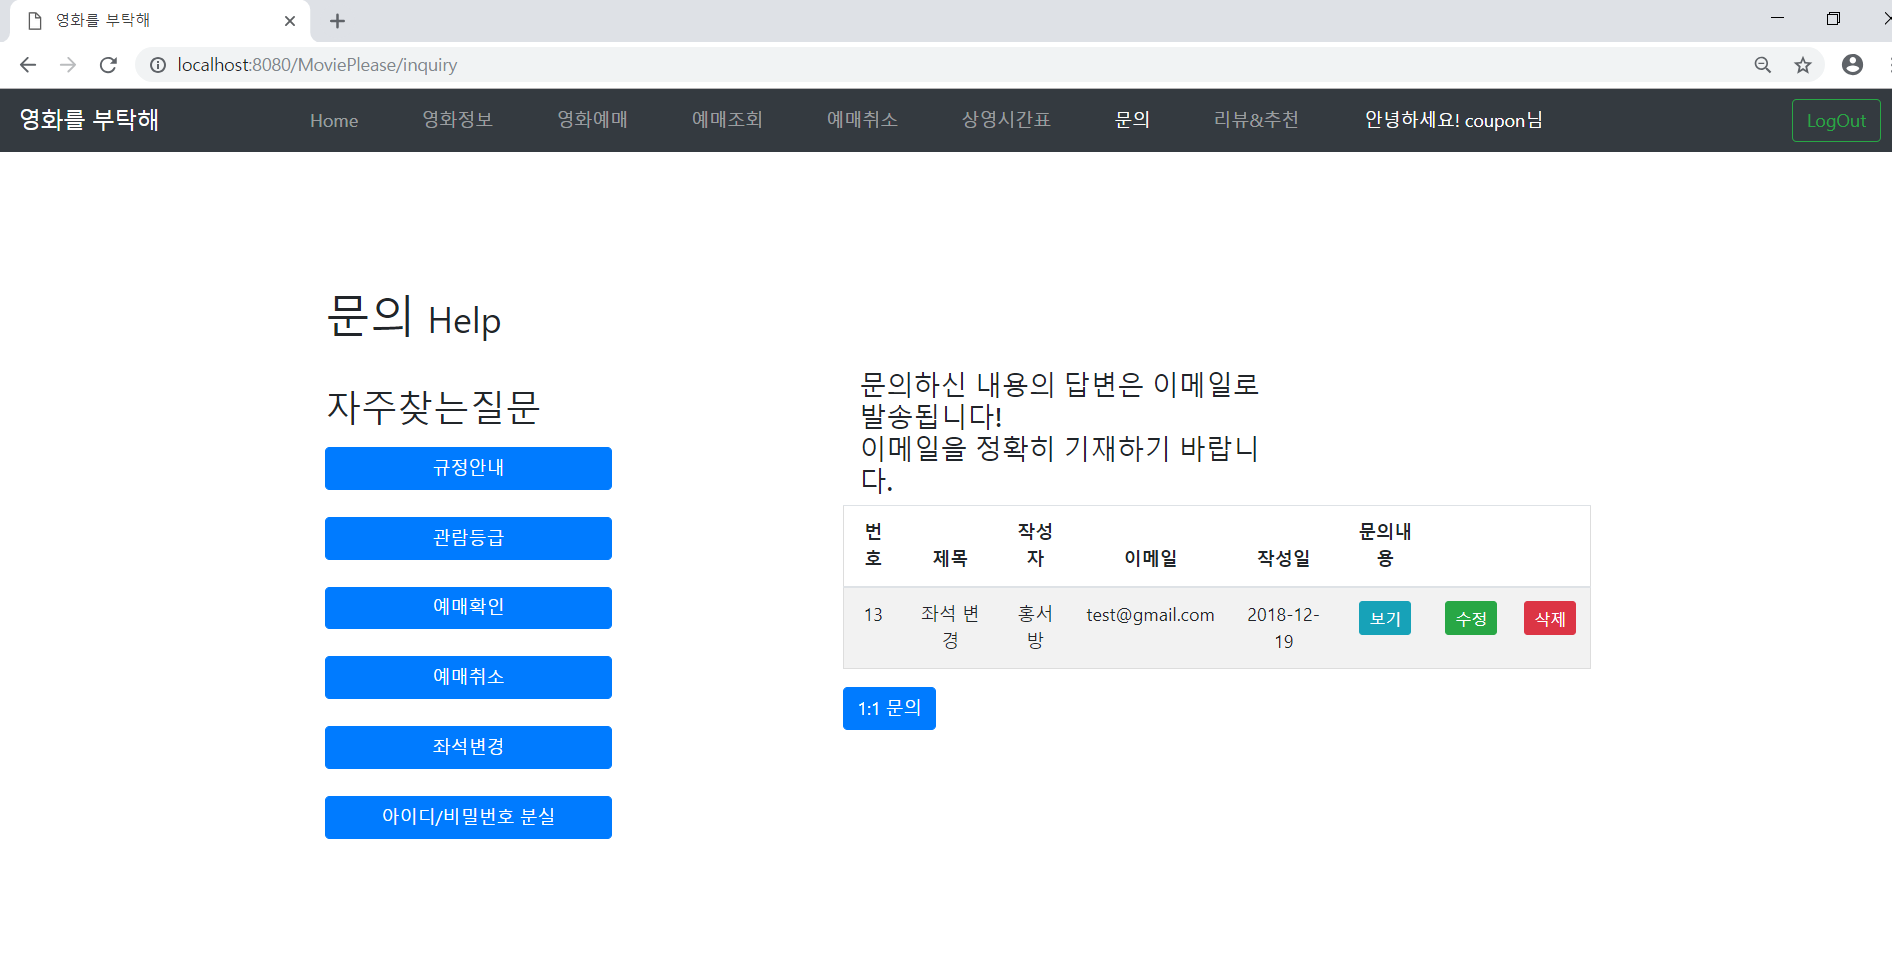 영화를 부탁해
localhost:8080/MoviePlease/inquiry
영화를 부탁해 Home 영화정보 영화예매 예매조회 예매취소 상영시간표 문의 리뷰&추천 안녕하세요! coupon님 LogOut
문의 Help
자주찾는질문
규정안내
관람등급
예매확인
예매취소
좌석변경
아이디/비밀번호 분실
문의하신 내용의 답변은 이메일로
발송됩니다!
이메일을 정확히 기재하기 바랍니
다.
번 작성 문의내
호 제목 자 이메일 작성일 용
13 좌석 변 홍서 test@gmail.com 2018-12- 보기 수정 삭제
경 방 19
1:1 문의